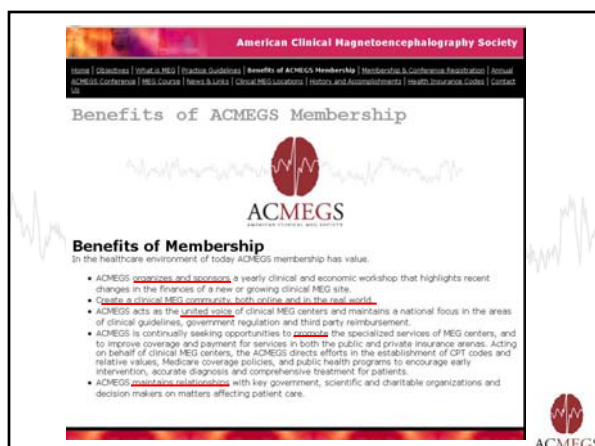 American Clinical Magnetoencephalography Society
Home | Objectives | What is MEG | Practice Guidelines | Benefits of ACMEGS Membership | Membership & Conference Registration | Annual
ACMEGS Conference | MEG Course | News & Links | Clinical MEG Locations | History and Accomplishments | Health Insurance Codes | Contact
Us
Benefits of ACMEGS Membership
ACMEGS
AMERICAN CLINICAL MEG SOCIETY
Benefits of Membership
In the healthcare environment of today ACMEGS membership has value.
• ACMEGS organizes and sponsors a yearly clinical and economic workshop that highlights recent
changes in the finances of a new or growing clinical MEG site.
• Create a clinical MEG community, both online and in the real world.
• ACMEGS acts as the united voice of clinical MEG centers and maintains a national focus in the areas
of clinical guidelines, government regulation and third party reimbursement.
• ACMEGS is continually seeking opportunities to promote the specialized services of MEG centers, and
to improve coverage and payment for services in both the public and private insurance arenas. Acting
on behalf of clinical MEG centers, the ACMEGS directs efforts in the establishment of CPT codes and
relative values, Medicare coverage policies, and public health programs to encourage early
intervention, accurate diagnosis and comprehensive treatment for patients.
• ACMEGS maintains relationships with key government, scientific and charitable organizations and
decision makers on matters affecting patient care.
ACMEGS